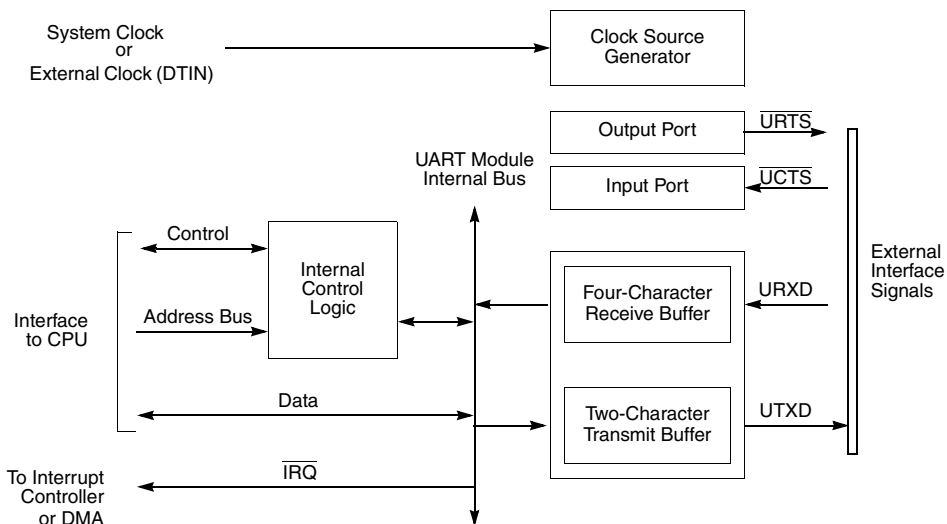 System Clock
or
External Clock (DTIN)
Clock Source
Generator
Output Port
URTS
UART Module
Internal Bus
Input Port
UCTS
Control
Internal
Control
Logic
Address Bus
Interface
to CPU
Four-Character
Receive Buffer
URXD
External
Interface
Signals
Data
Two-Character
Transmit Buffer
UTXD
IRQ
To Interrupt
Controller
or DMA